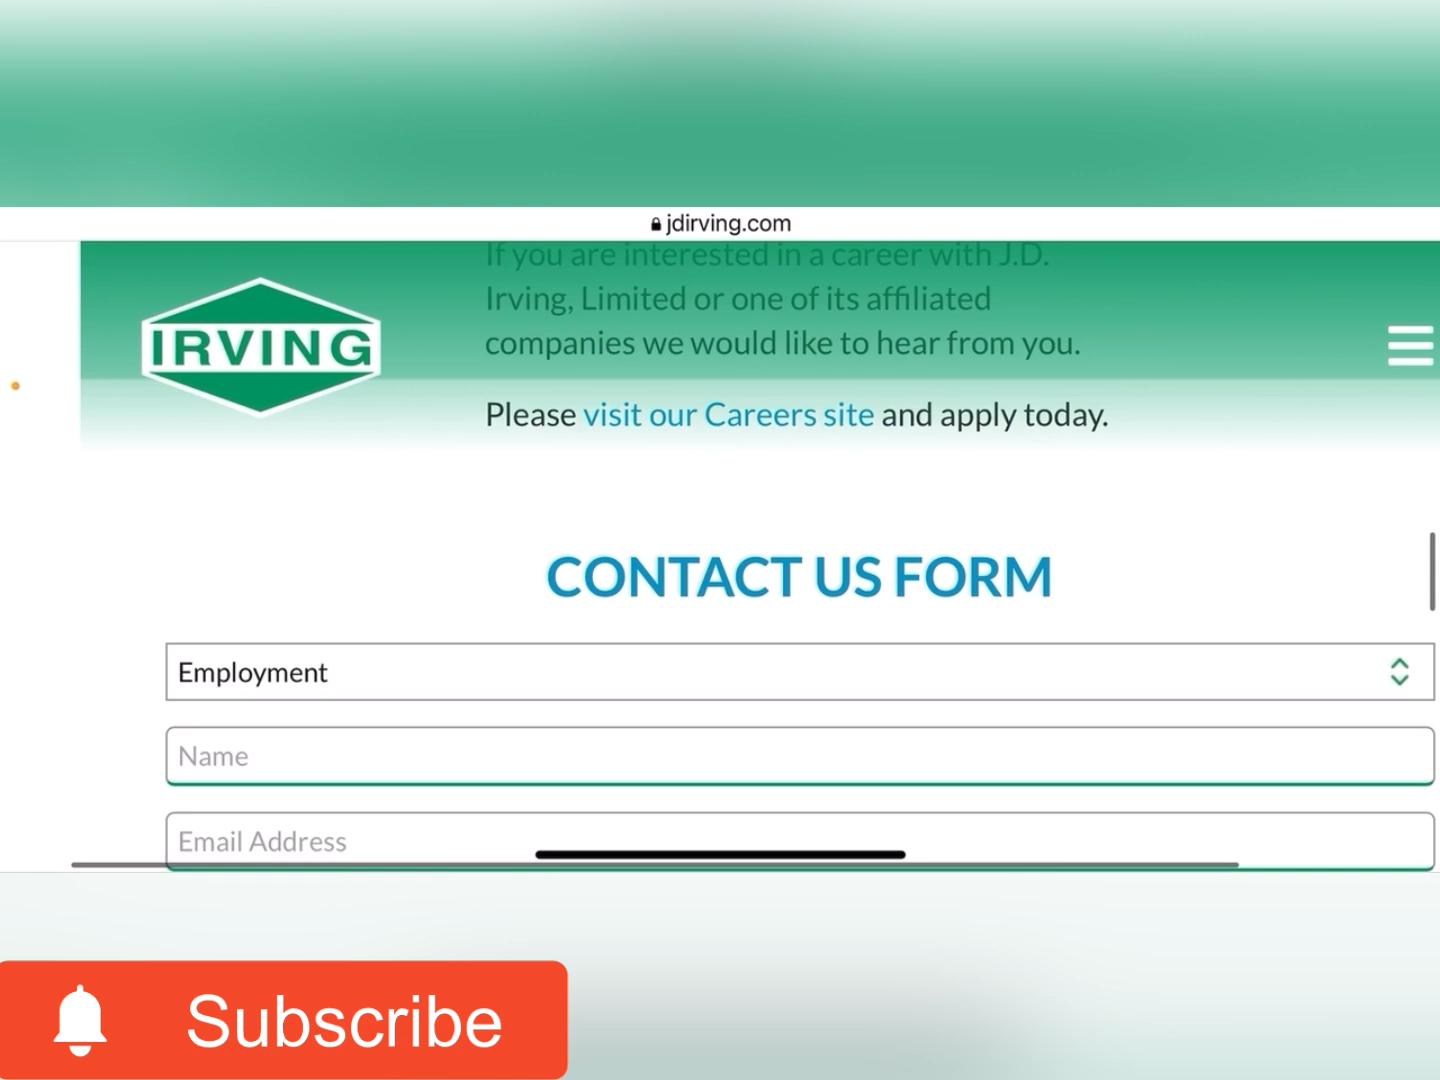 jdirving.com
If you are interested in a career with J.D.
Irving, Limited or one of its affiliated
companies we would like to hear from you.
IRVING
Please visit our Careers site and apply today.
CONTACT US FORM
Employment
Name
Email Address
Subscribe